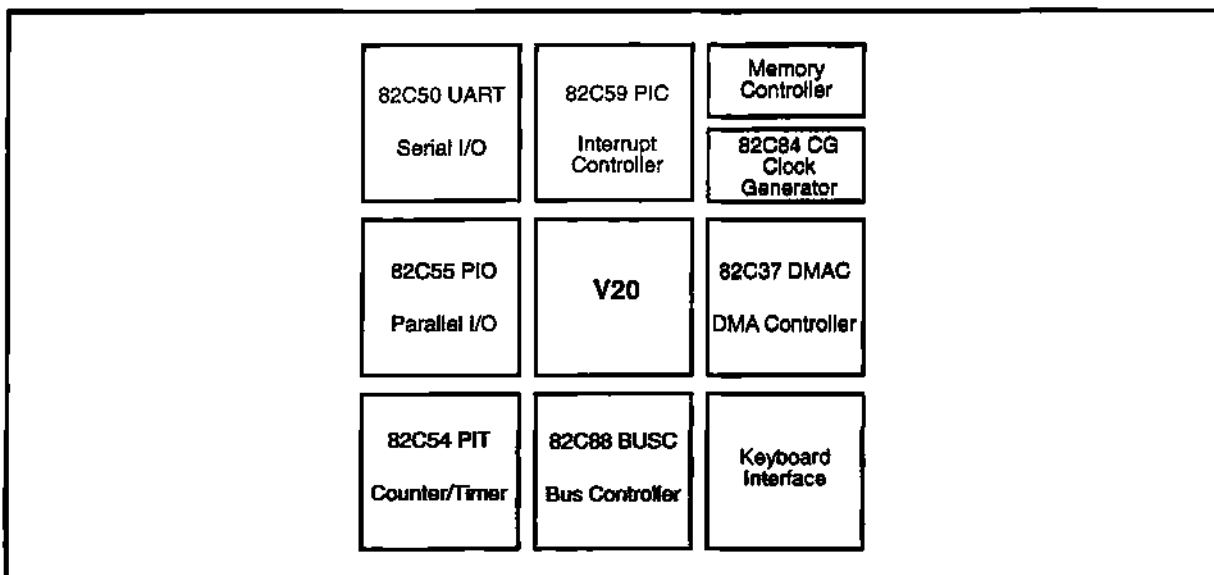 82C50 UART
Serial I/O
82C59 PIC
Interrupt
Controller
Memory
Controller
82C84 CG
Clock
Generator
82C55 PIO
Parallel I/O
V20
82C37 DMAC
DMA Controller
82C54 PIT
Counter/Timer
82C88 BUSC
Bus Controller
Keyboard
Interface